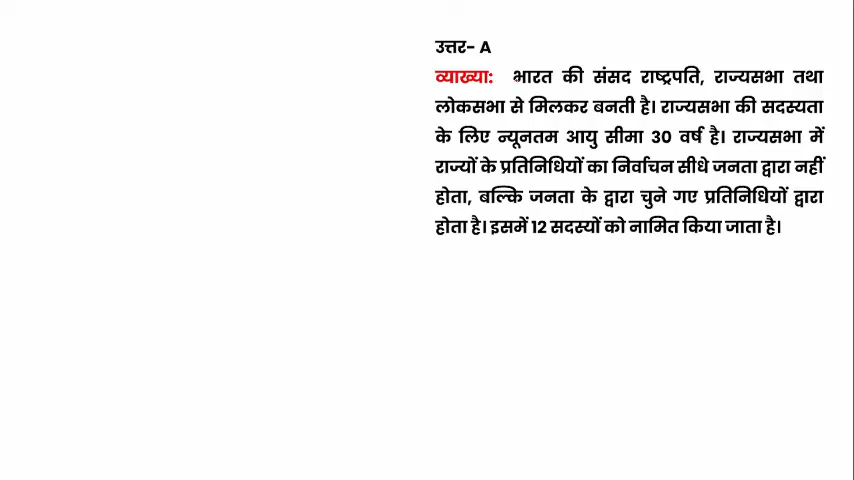 उत्तर- A
व्याख्या: भारत की संसद राष्ट्रपति, राज्यसभा तथा
लोकसभा से मिलकर बनती है। राज्यसभा की सदस्यता
के लिए न्यूनतम आयु सीमा 30 वर्ष है। राज्यसभा में
राज्यों के प्रतिनिधियों का निर्वाचन सीधे जनता द्वारा नहीं
होता, बल्कि जनता के द्वारा चुने गए प्रतिनिधियों द्वारा
होता है। इसमें 12 सदस्यों को नामित किया जाता है।